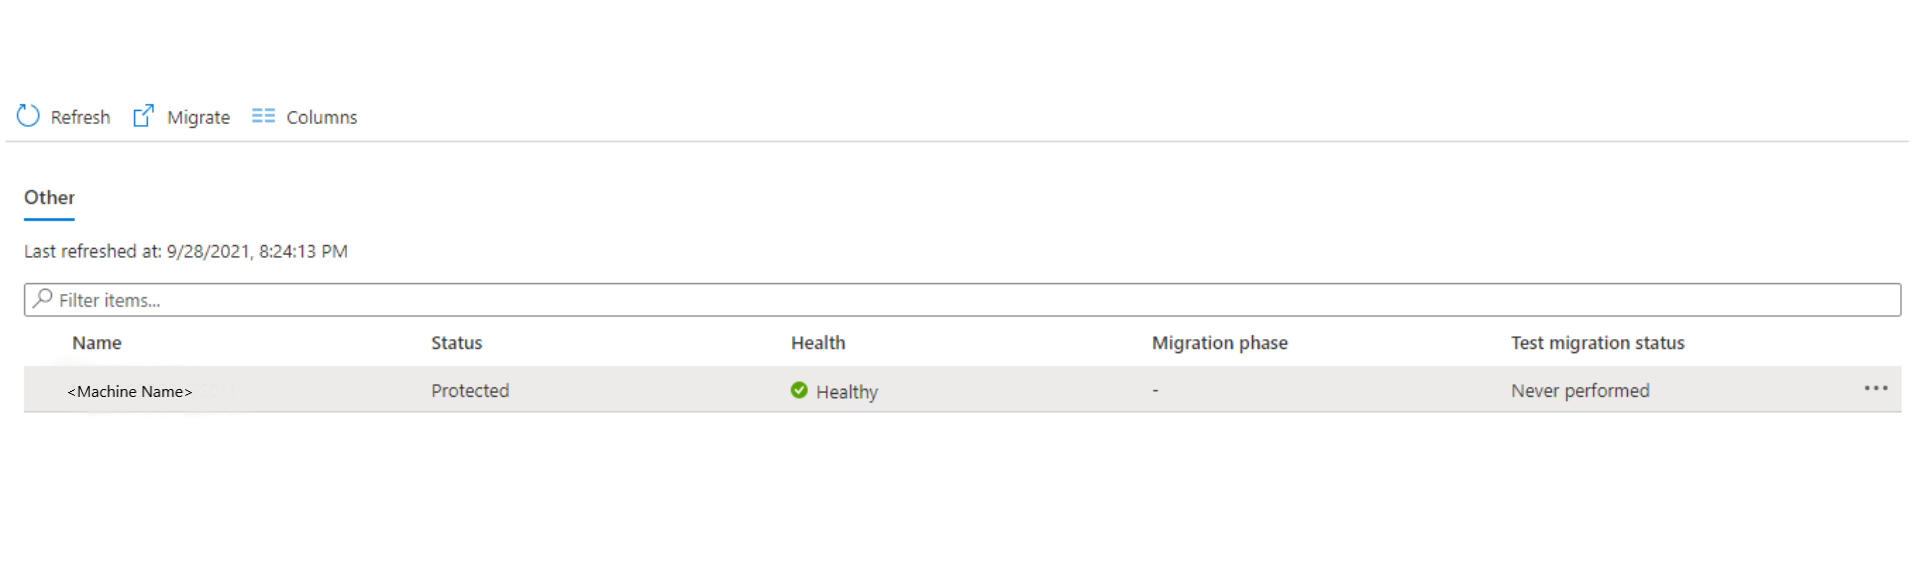 Refresh Migrate Columns
Other
Last refreshed at: 9/28/2021, 8:24:13 PM
Filter items...
Name Status Health Migration phase Test migration status
<Machine Name> Protected Healthy - Never performed ...